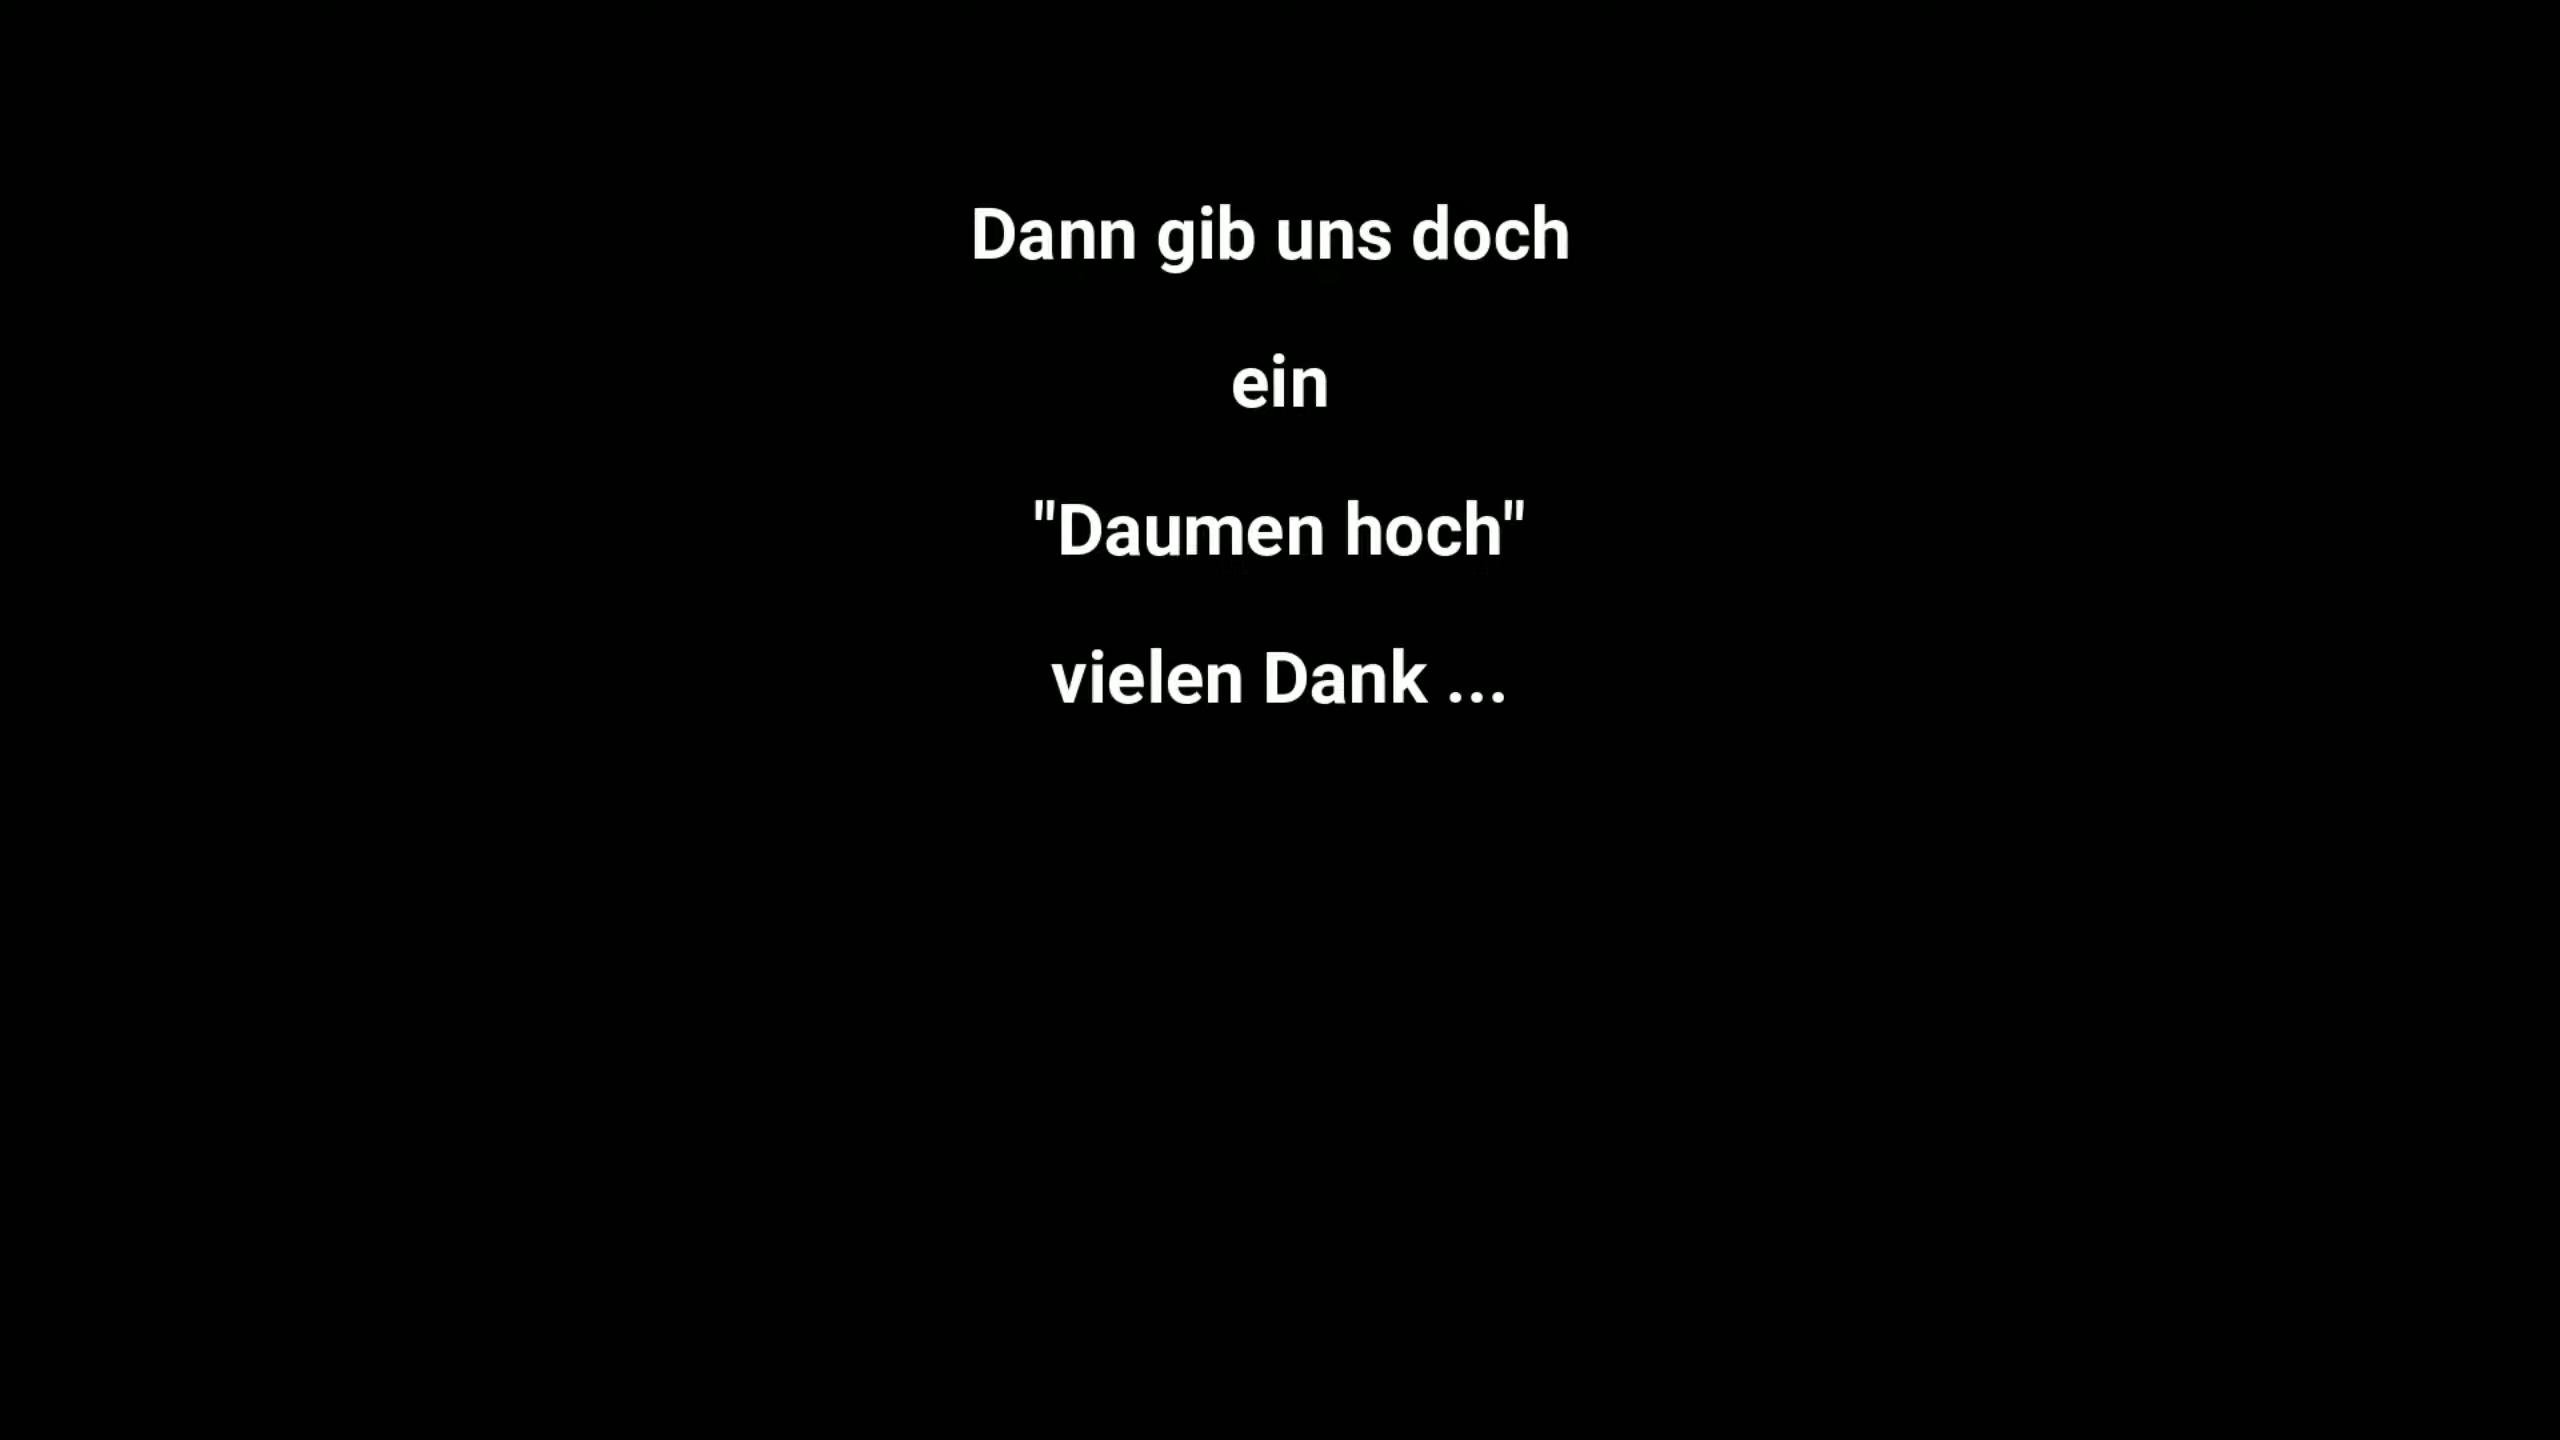 Dann gib uns doch
ein
"Daumen hoch"
vielen Dank ...